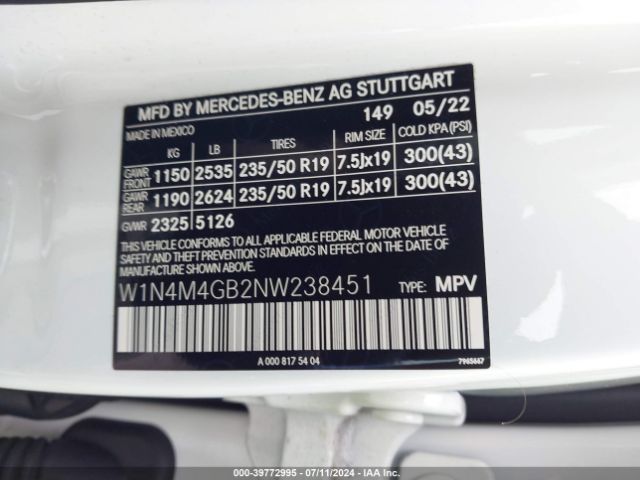 MFD BY MERCEDES-BENZ AG STUTTGART
MADE IN MEXICO 149 05/22
KG LB TIRES RIM SIZE COLD KPA (PSI)
GAWR FRONT 1150 2535 235/50 R19 7.5Jx19 300(43)
GAWR REAR 1190 2624 235/50 R19 7.5Jx19 300(43)
GVWR 2325 5126
THIS VEHICLE CONFORMS TO ALL APPLICABLE FEDERAL MOTOR VEHICLE
SAFETY AND THEFT PREVENTION STANDARDS IN EFFECT ON THE DATE
OF MANUFACTURE SHOWN ABOVE.
W1N4M4GB2NW238451 TYPE: MPV
A 000 817 54 04 7965667
000-39772995 - 07/11/2024 - IAA Inc.